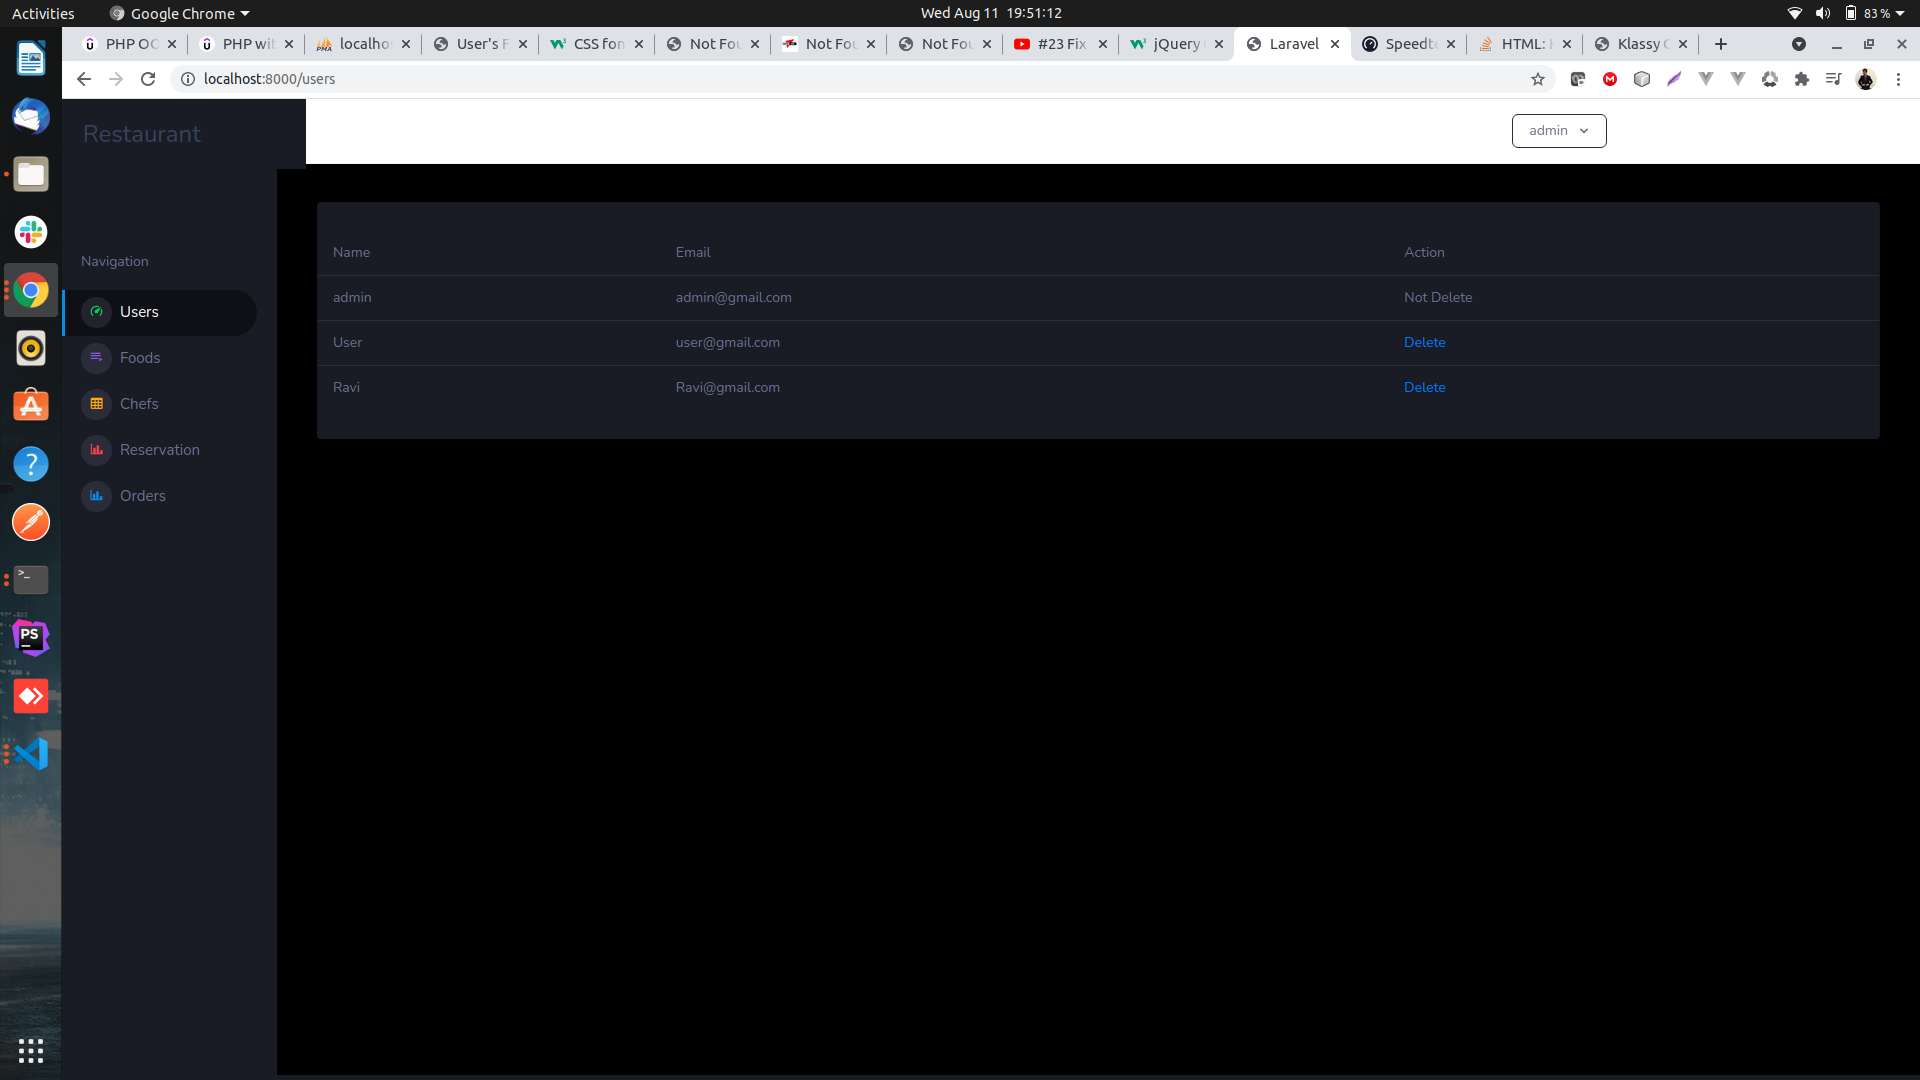 Activities
Google Chrome
Wed Aug 11 19:51:12
83 %
PHP OO
PHP wit
localho
User's F
CSS fon
Not Fou
Not Fou
Not Fou
#23 Fix
jQuery
Laravel
Speedte
HTML:
Klassy
localhost:8000/users
Restaurant
admin
Navigation
Users
Foods
Chefs
Reservation
Orders
Name Email Action
admin admin@gmail.com Not Delete
User user@gmail.com Delete
Ravi Ravi@gmail.com Delete